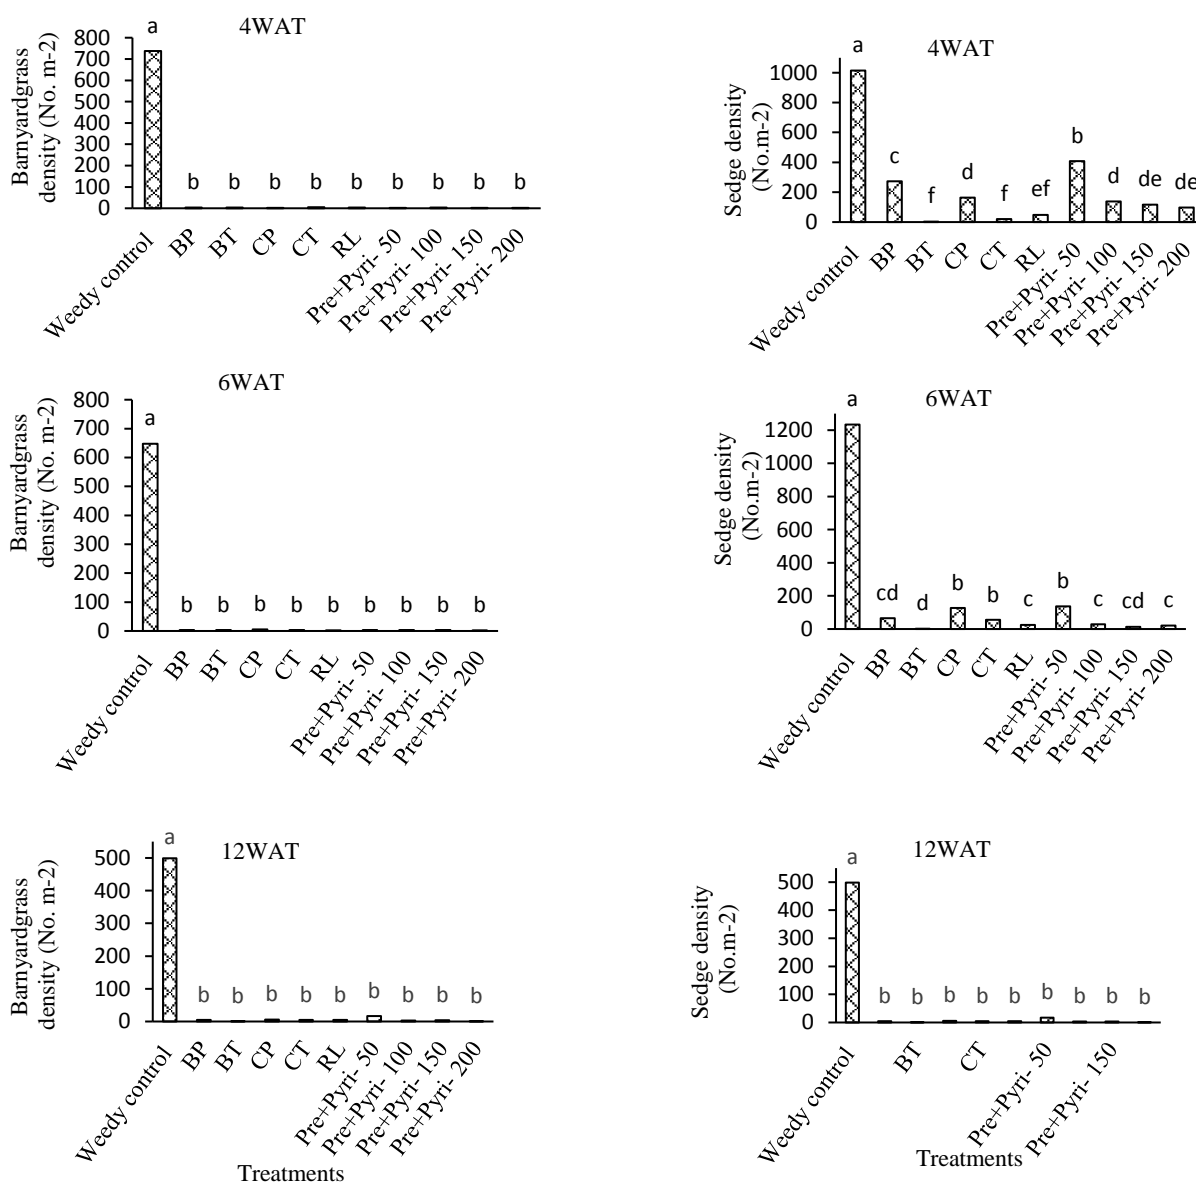 4WAT
Barnyardgrass
density (No. m-2)
800
700
600
500
400
300
200
100
0
a
b b b b b b b b b
Weedy control
BP
BT
CP
CT
RL
Pre+Pyri- 50
Pre+Pyri- 100
Pre+Pyri- 150
Pre+Pyri- 200
4WAT
Sedge density
(No.m-2)
1000
800
600
400
200
0
a
c
f
d
f
ef
b
d
de
de
Weedy control
BP
BT
CP
CT
RL
Pre+Pyri- 50
Pre+Pyri- 100
Pre+Pyri- 150
Pre+Pyri- 200
6WAT
Barnyardgrass
density (No. m-2)
800
700
600
500
400
300
200
100
0
a
b b b b b b b b b
Weedy control
BP
BT
CP
CT
RL
Pre+Pyri- 50
Pre+Pyri- 100
Pre+Pyri- 150
Pre+Pyri- 200
6WAT
Sedge density
(No.m-2)
1200
1000
800
600
400
200
0
a
cd
d
b
b
c
b
c
cd
c
Weedy control
BP
BT
CP
CT
RL
Pre+Pyri- 50
Pre+Pyri- 100
Pre+Pyri- 150
Pre+Pyri- 200
12WAT
Barnyardgrass
density (No. m-2)
500
400
300
200
100
0
a
b b b b b b b b b
Weedy control
BP
BT
CP
CT
RL
Pre+Pyri- 50
Pre+Pyri- 100
Pre+Pyri- 150
Pre+Pyri- 200
Treatments
12WAT
Sedge density
(No.m-2)
500
400
300
200
100
0
a
b b b b b b b b b
Weedy control
BT
CT
Pre+Pyri- 50
Pre+Pyri- 150
Treatments